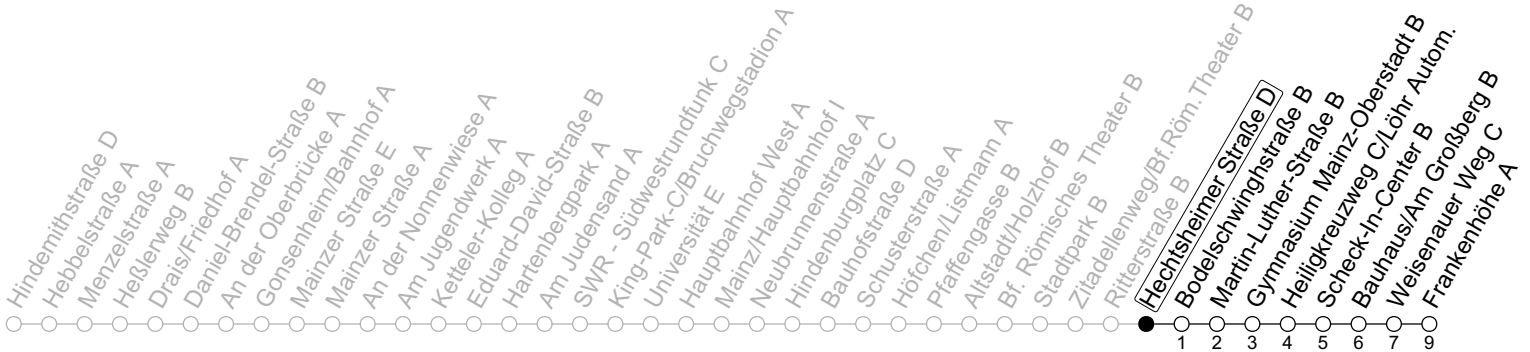 Hindemithstraße D
Hebbelstraße A
Menzelstraße A
Heßlerweg B
Drais/Friedhof A
Daniel-Brendel-Straße B
An der Oberbrücke A
Gonsenheim/Bahnhof A
Mainzer Straße E
Mainzer Straße A
An der Nonnenwiese A
Am Jugendwerk A
Ketteler-Kolleg A
Eduard-David-Straße B
Hartenbergpark A
Am Judensand A
SWR - Südwestrundfunk C
King-Park-C/Bruchwegstadion A
Universität E
Hauptbahnhof West A
Mainz/Hauptbahnhof I
Neubrunnenstraße A
Hindenburgplatz C
Bauhofstraße D
Schusterstraße A
Höfchen/Listmann A
Pfaffengasse B
Altstadt/Holzhof B
Bf. Römisches Theater B
Stadtpark B
Zitadellenweg/Bf.Röm.Theater B
Ritterstraße B
Hechtsheimer Straße D
Bodelschwinghstraße B
Martin-Luther-Straße B
Gymnasium Mainz-Oberstadt B
Heiligkreuzweg C/Löhr Autom.
Scheck-In-Center B
Bauhaus/Am Großberg B
Weisenauer Weg C
Frankenhöhe A
1 2 3 4 5 6 7 9